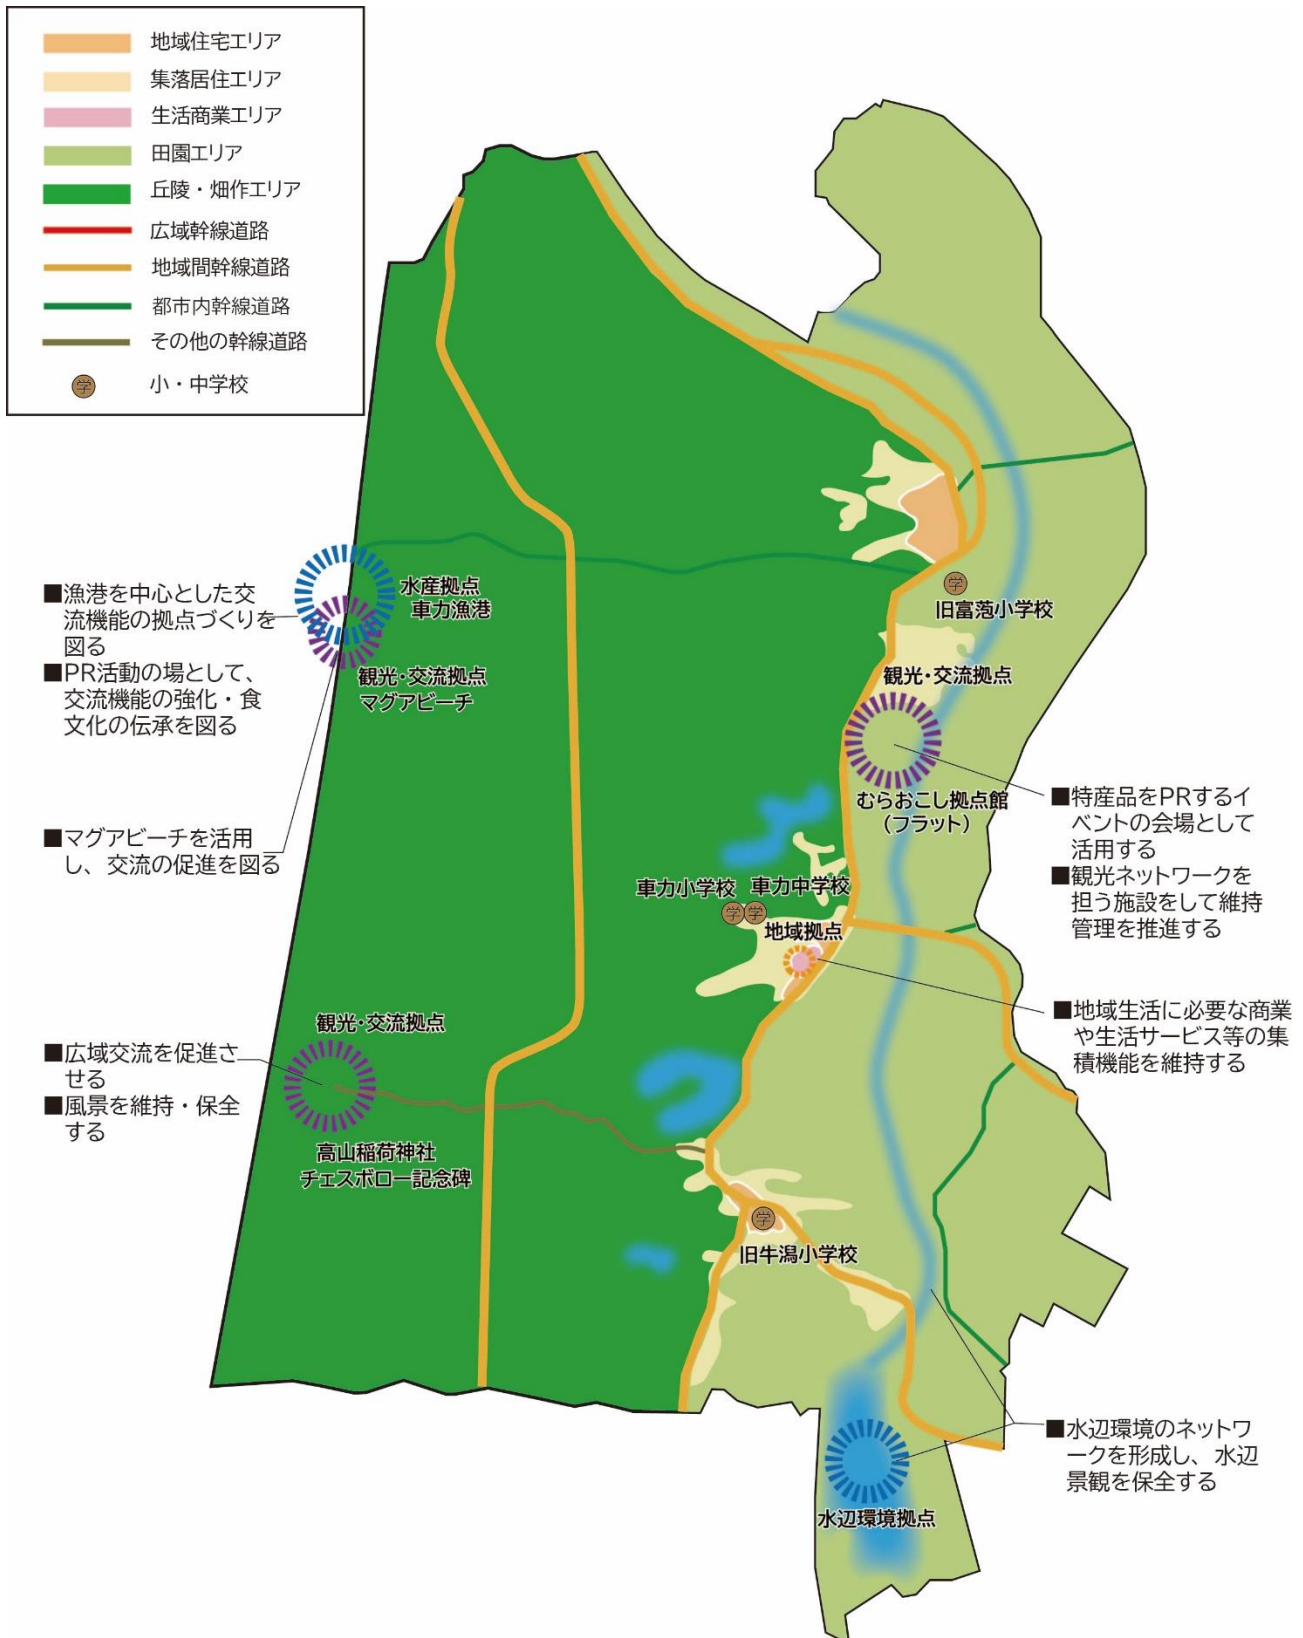 地域住宅エリア
集落居住エリア
生活商業エリア
田園エリア
丘陵・畑作エリア
広域幹線道路
地域間幹線道路
都市内幹線道路
その他の幹線道路
学
小・中学校
■漁港を中心とした交
流機能の拠点づくりを
図る
■PR活動の場として、
交流機能の強化・食
文化の伝承を図る
水産拠点
車力漁港
観光・交流拠点
マグアビーチ
■マグアビーチを活用
し、交流の促進を図る
学
旧富萢小学校
観光・交流拠点
むらおこし拠点館
(フラット)
■特産品をPRするイ
ベントの会場として
活用する
■観光ネットワークを
担う施設をして維持
管理を推進する
車力小学校
車力中学校
学
学
地域拠点
■地域生活に必要な商業
や生活サービス等の集
積機能を維持する
観光・交流拠点
■広域交流を促進さ
せる
■風景を維持・保全
する
高山稲荷神社
チェスボロー記念碑
学
旧牛潟小学校
■水辺環境のネットワ
ークを形成し、水辺
景観を保全する
水辺環境拠点